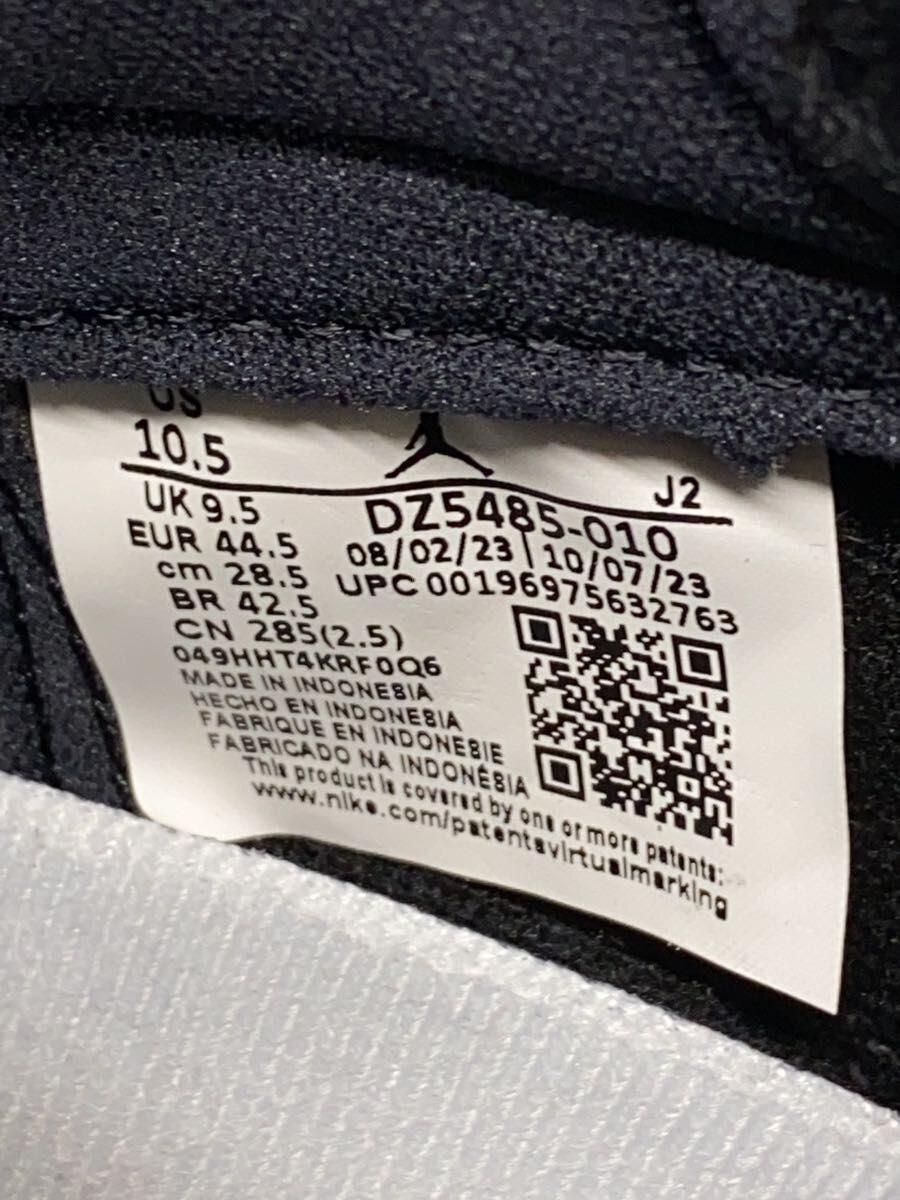 US
10.5
J2
UK 9.5
DZ5485-010
EUR 44.5
08/02/23 \ 10/07/23
cm 28.5
UPC 00196975632763
BR 42.5
CN 285(2.5)
049HHT4KRF0Q6
MADE IN INDONESIA
HECHO EN INDONESIA
FABRIQUE EN INDONESIE
FABRICADO NA INDONÉSIA
This product is covered by one or more patents:
www.nike.com/patentsvirtualmarking